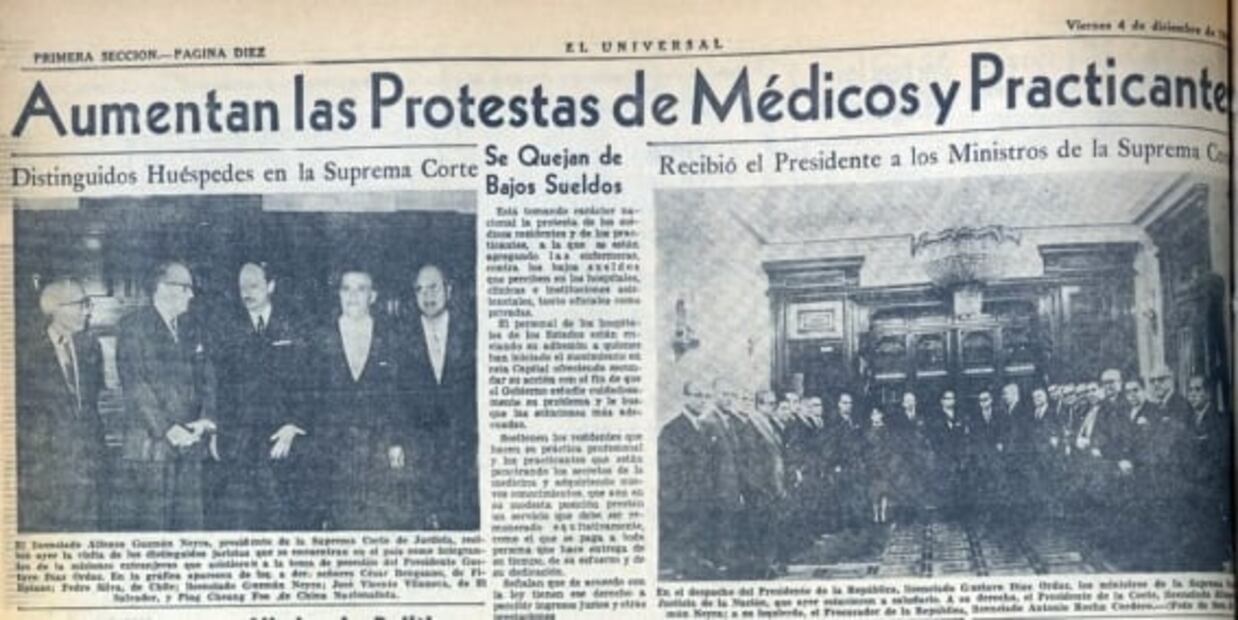 PRIMERA SECCION.—PAGINA DIEZ
EL UNIVERSAL
Viernes 4 de diciembre de
Aumentan las Protestas de Médicos y Practicante
Distinguidos Huéspedes en la Suprema Corte
El licenciado Alfonso Guzmán Neyra, presidente de la Suprema Corte de Justicia, reci-
bió ayer la visita de los distinguidos juristas que se encuentran en el país como integran-
tes de la misiones extranjeras que asistieron a la toma de posesión del Presidente Gus-
tavo Díaz Ordaz. En la gráfica aparecen de izq. a der: señores César Bengzon, de Fi-
lipinas; Pedro Silva, de Chile; licenciado Guzmán Neyra; José Vicente Vilanova, de El
Salvador, y Ping Cheung Foo de China Nacionalista.
Se Quejan de
Bajos Sueldos
Está tomando carácter na-
cional la protesta de los mé-
dicos residentes y de los prac-
ticantes, a la que se están
agregando las enfermeras,
contra los bajos sueldos
que perciben en los hospitales,
clínicas e instituciones asis-
tenciales, tanto oficiales como
privadas.
El personal de los hospita-
les de los Estados están en-
viando su adhesión a quienes
han iniciado el movimiento en
esta Capital ofreciendo secun-
dar su acción con el fin de que
el Gobierno estudie cuidadosa-
mente su problema y le bus-
que las soluciones más ade-
cuadas.
Sostienen los residentes que
hacen su práctica profesional
y los practicantes que están
penetrando los secretos de la
medicina y adquiriendo nue-
vos conocimientos, que aun en
su modesta posición prestan
un servicio que debe ser re-
munerado equitativamente,
como el que se paga a toda
persona que hace entrega de
su tiempo, de su esfuerzo y de
su dedicación.
Señalan que de acuerdo con
la ley tienen ese derecho a
percibir ingresos justos y otras
prestaciones
Recibió el Presidente a los Ministros de la Suprema Co
En el despacho del Presidente de la República, licenciado Gustavo Díaz Ordaz, los ministros de la Suprema
Justicia de la Nación, que ayer estuvieron a saludarlo. A su derecha, el Presidente de la Corte, licenciado
mán Neyra; a su izquierda, el Procurador de la República, licenciado Antonio Rocha Cordero.—(Foto de